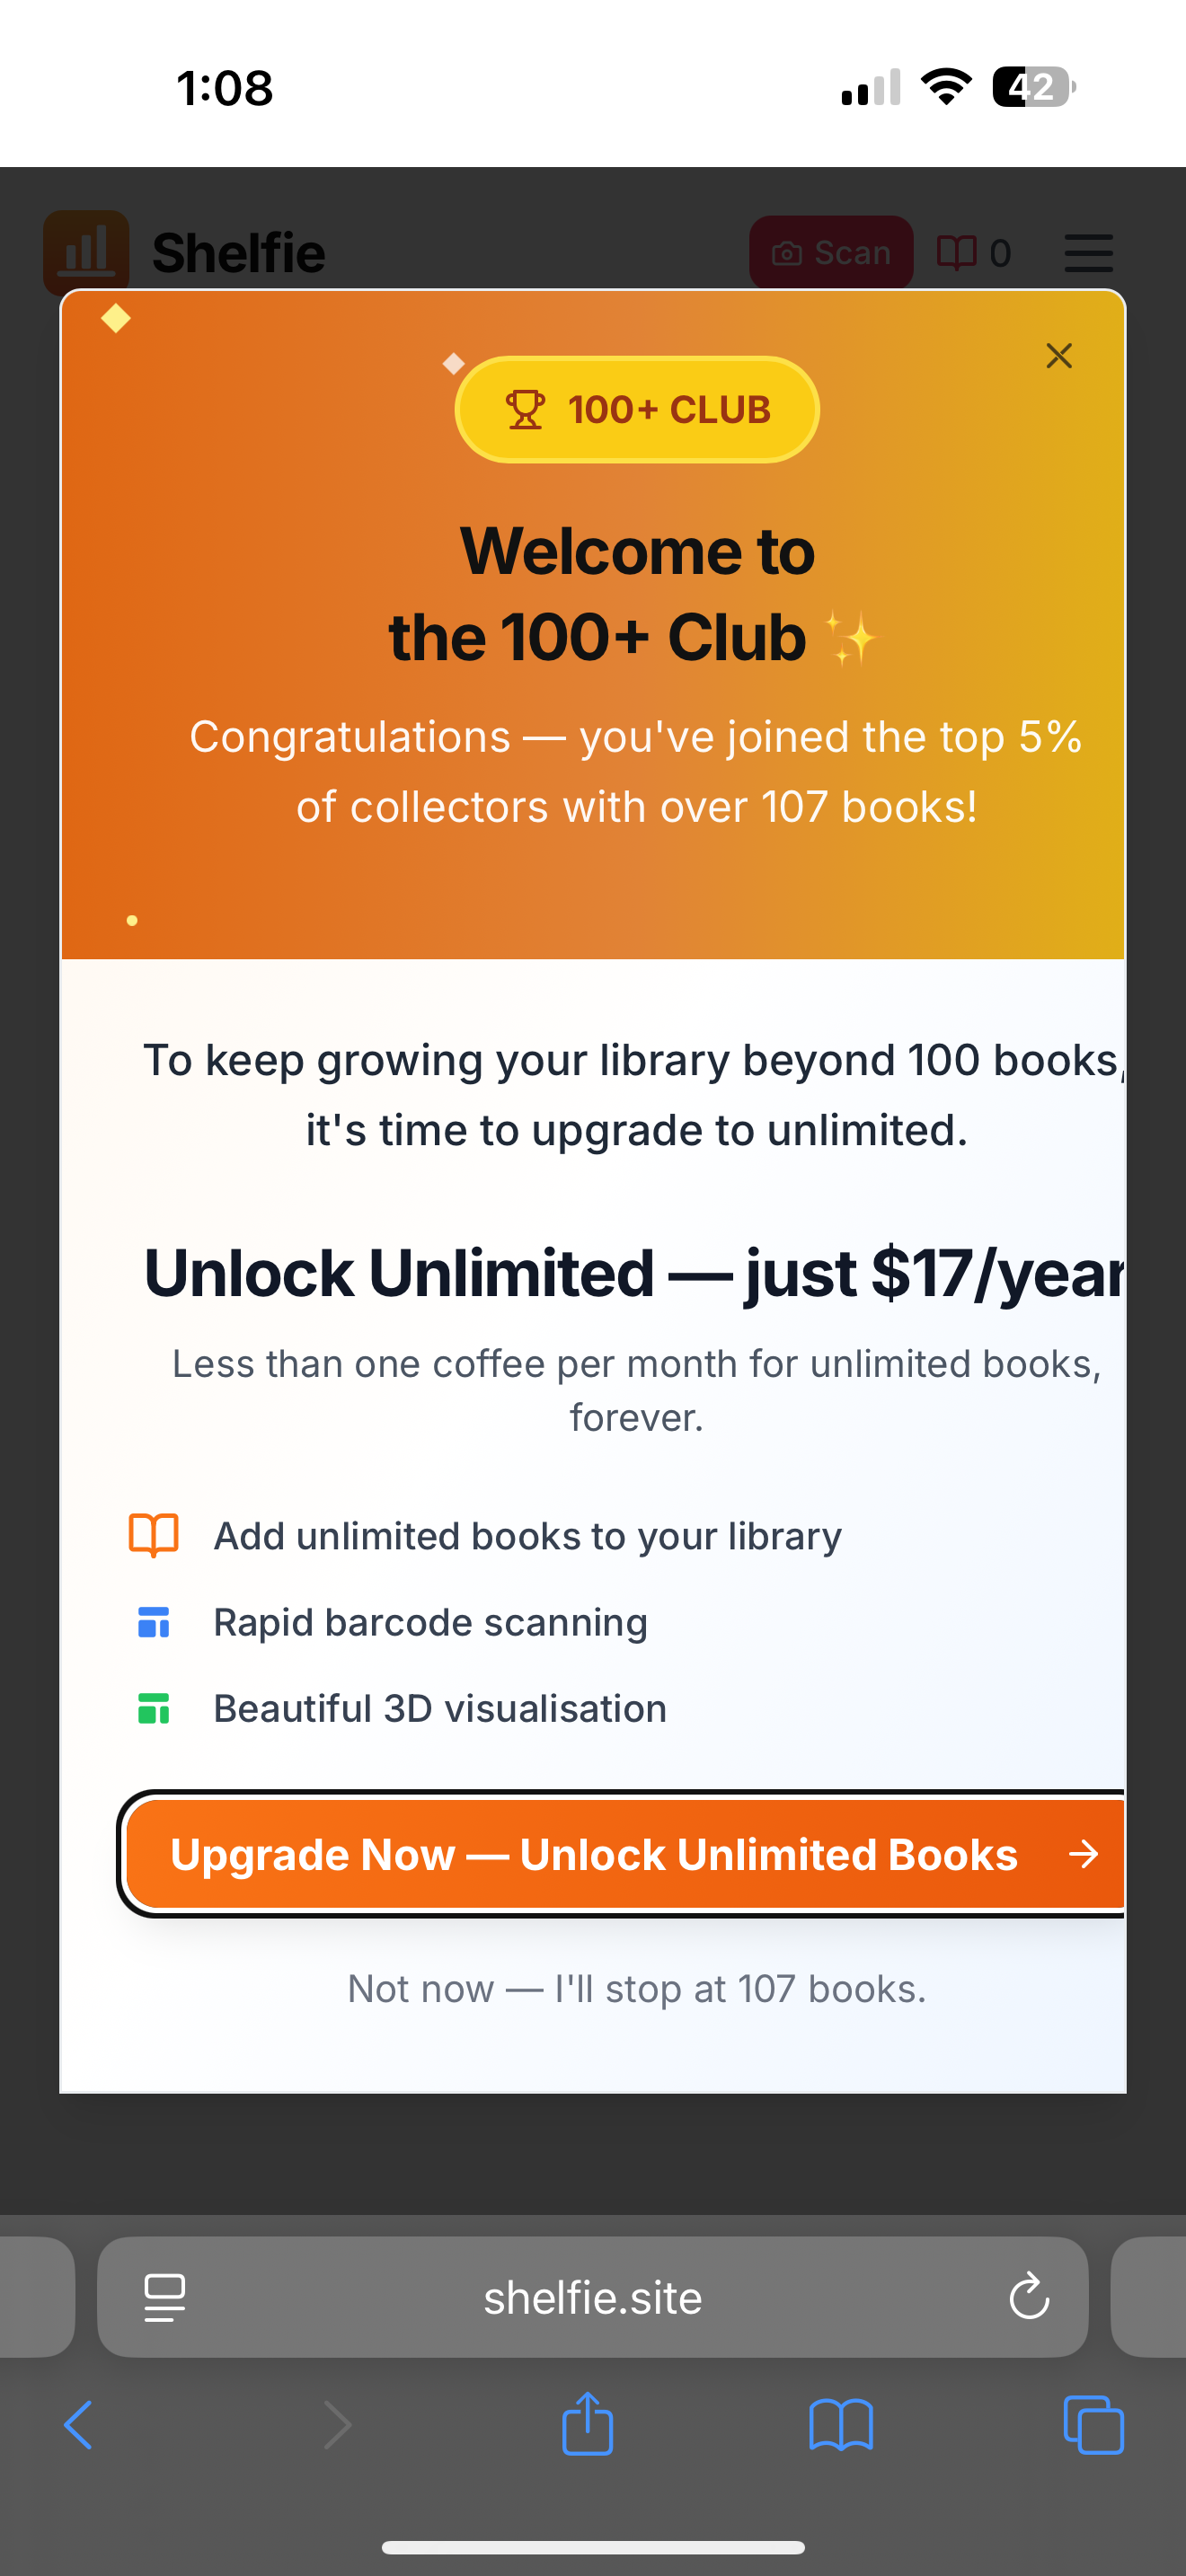 1:08
42
Shelfie
Scan
0
100+ CLUB
Welcome to
the 100+ Club ✨
Congratulations — you've joined the top 5%
of collectors with over 107 books!
To keep growing your library beyond 100 books,
it's time to upgrade to unlimited.
Unlock Unlimited — just $17/year
Less than one coffee per month for unlimited books,
forever.
Add unlimited books to your library
Rapid barcode scanning
Beautiful 3D visualisation
Upgrade Now — Unlock Unlimited Books
Not now — I'll stop at 107 books.
shelfie.site